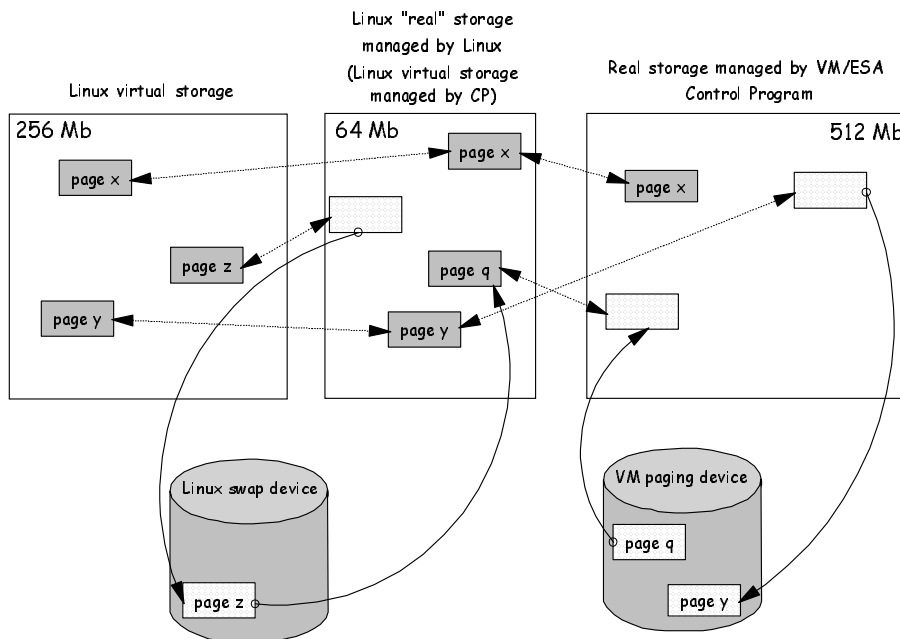 Linux virtual storage
Linux "real" storage
managed by Linux
(Linux virtual storage
managed by CP)
Real storage managed by VM/ESA
Control Program
256 Mb
64 Mb
512 Mb
page x
page x
page x
page z
page q
page y
page y
Linux swap device
VM paging device
page q
page z
page y